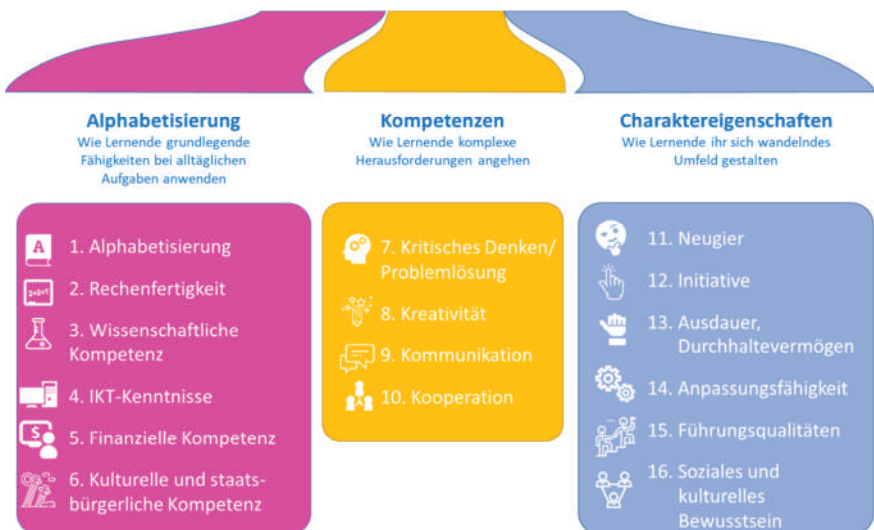 Alphabetisierung
Wie Lernende grundlegende
Fähigkeiten bei alltäglichen
Aufgaben anwenden
A
1. Alphabetisierung
2. Rechenfertigkeit
3. Wissenschaftliche
Kompetenz
4. IKT-Kenntnisse
$
5. Finanzielle Kompetenz
6. Kulturelle und staats-
bürgerliche Kompetenz
Kompetenzen
Wie Lernende komplexe
Herausforderungen angehen
7. Kritisches Denken/
Problemlösung
8. Kreativität
9. Kommunikation
10. Kooperation
Charaktereigenschaften
Wie Lernende ihr sich wandelndes
Umfeld gestalten
11. Neugier
12. Initiative
13. Ausdauer,
Durchhaltevermögen
14. Anpassungsfähigkeit
15. Führungsqualitäten
16. Soziales und
kulturelles
Bewusstsein